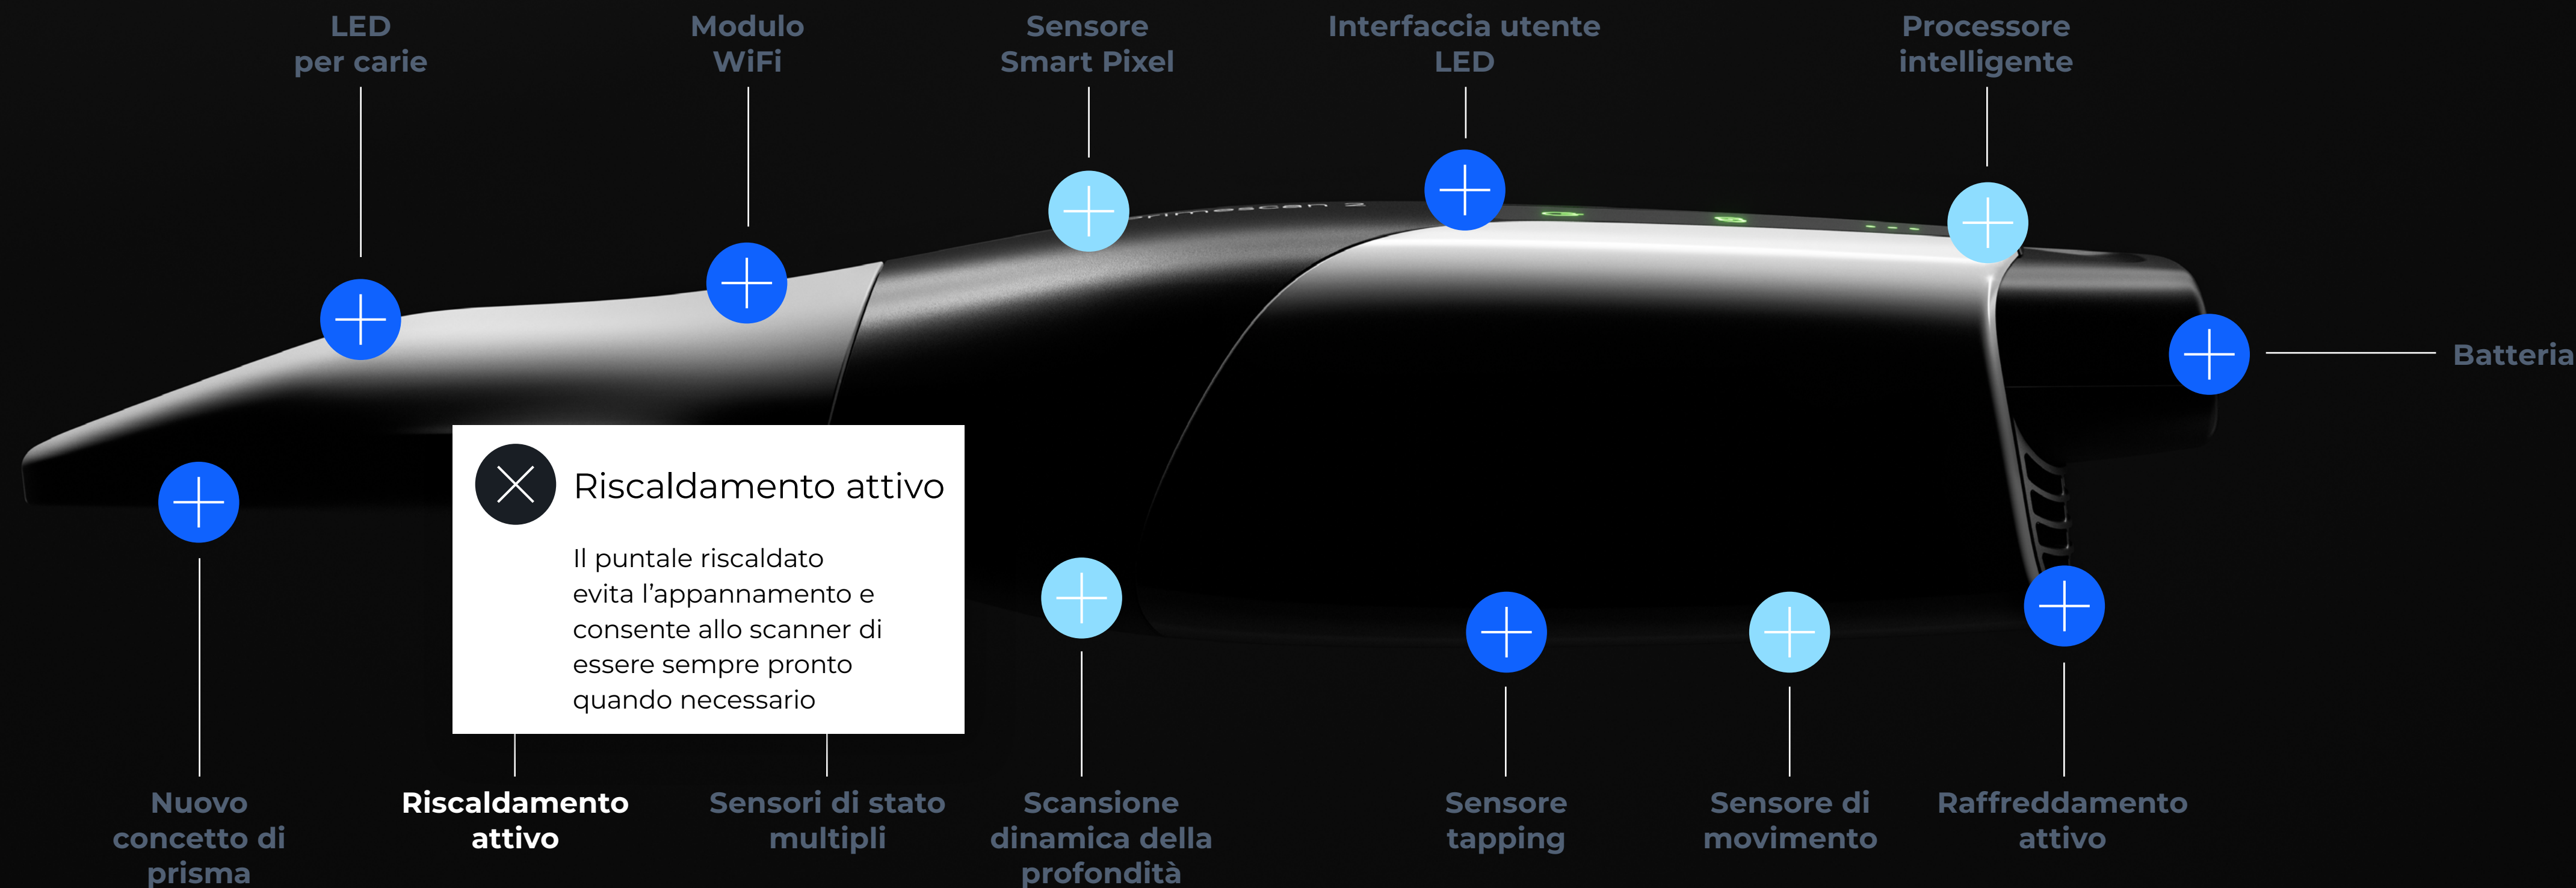 LED
per carie
Modulo
WiFi
Sensore
Smart Pixel
Interfaccia utente
LED
Processore
intelligente
Batteria
Riscaldamento attivo
Il puntale riscaldato
evita l’appannamento e
consente allo scanner di
essere sempre pronto
quando necessario
Nuovo
concetto di
prisma
Riscaldamento
attivo
Sensori di stato
multipli
Scansione
dinamica della
profondità
Sensore
tapping
Sensore di
movimento
Raffreddamento
attivo